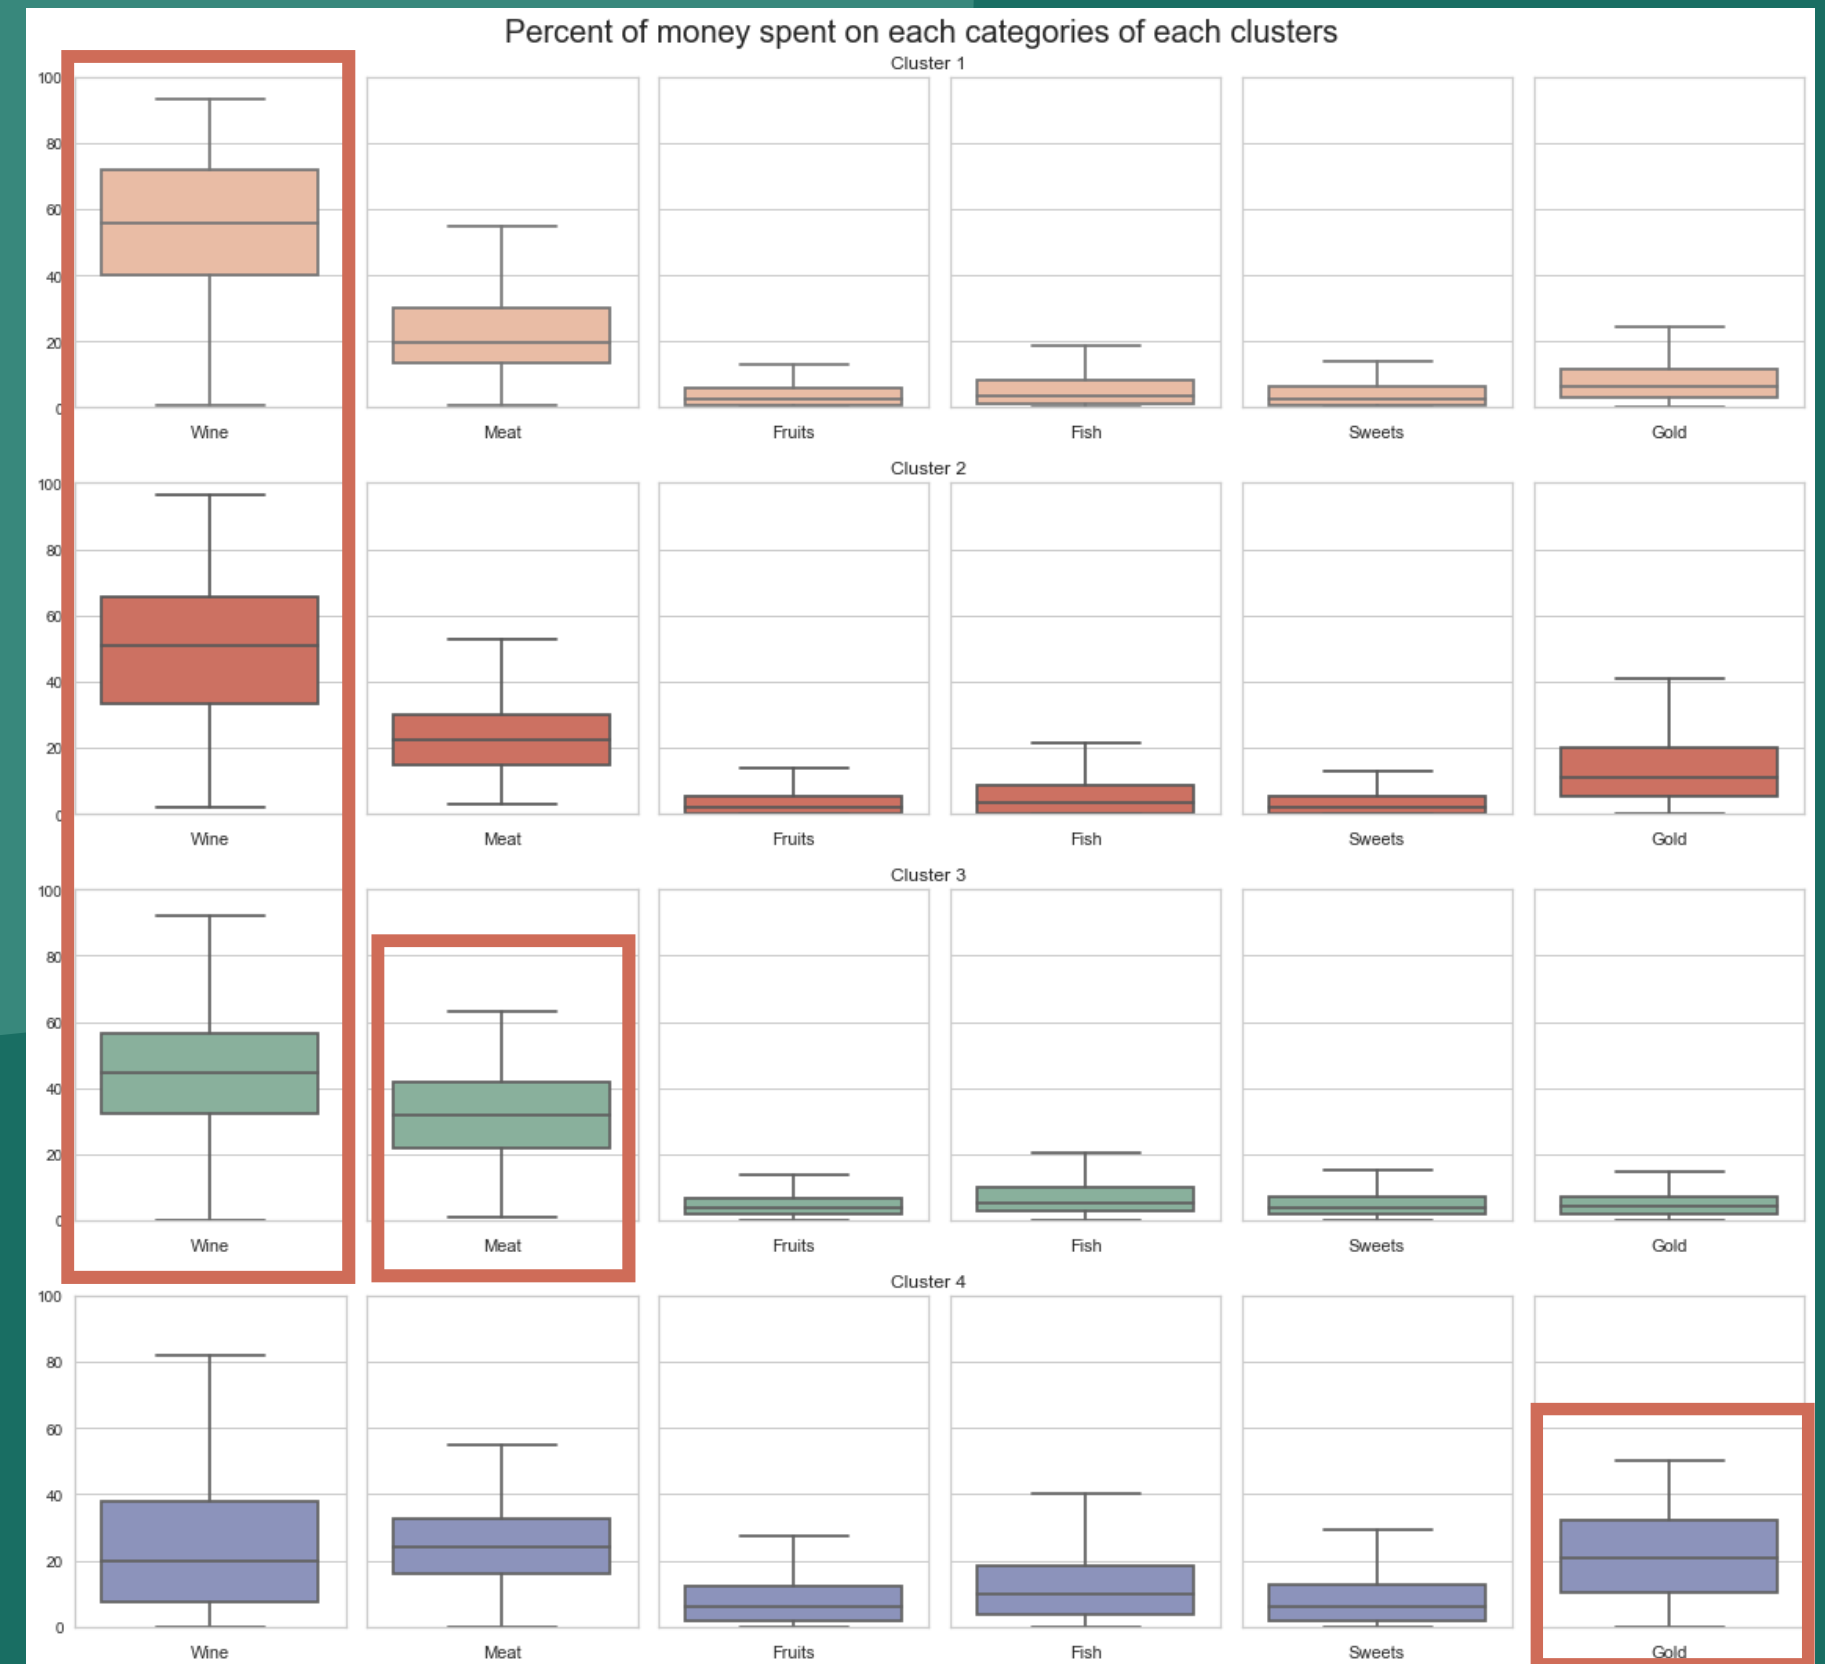 Percent of money spent on each categories of each clusters
Cluster 1
100
80
60
40
20
0
Wine Meat Fruits Fish Sweets Gold
Cluster 2
100
80
60
40
20
0
Wine Meat Fruits Fish Sweets Gold
Cluster 3
100
80
60
40
20
0
Wine Meat Fruits Fish Sweets Gold
Cluster 4
100
80
60
40
20
0
Wine Meat Fruits Fish Sweets Gold